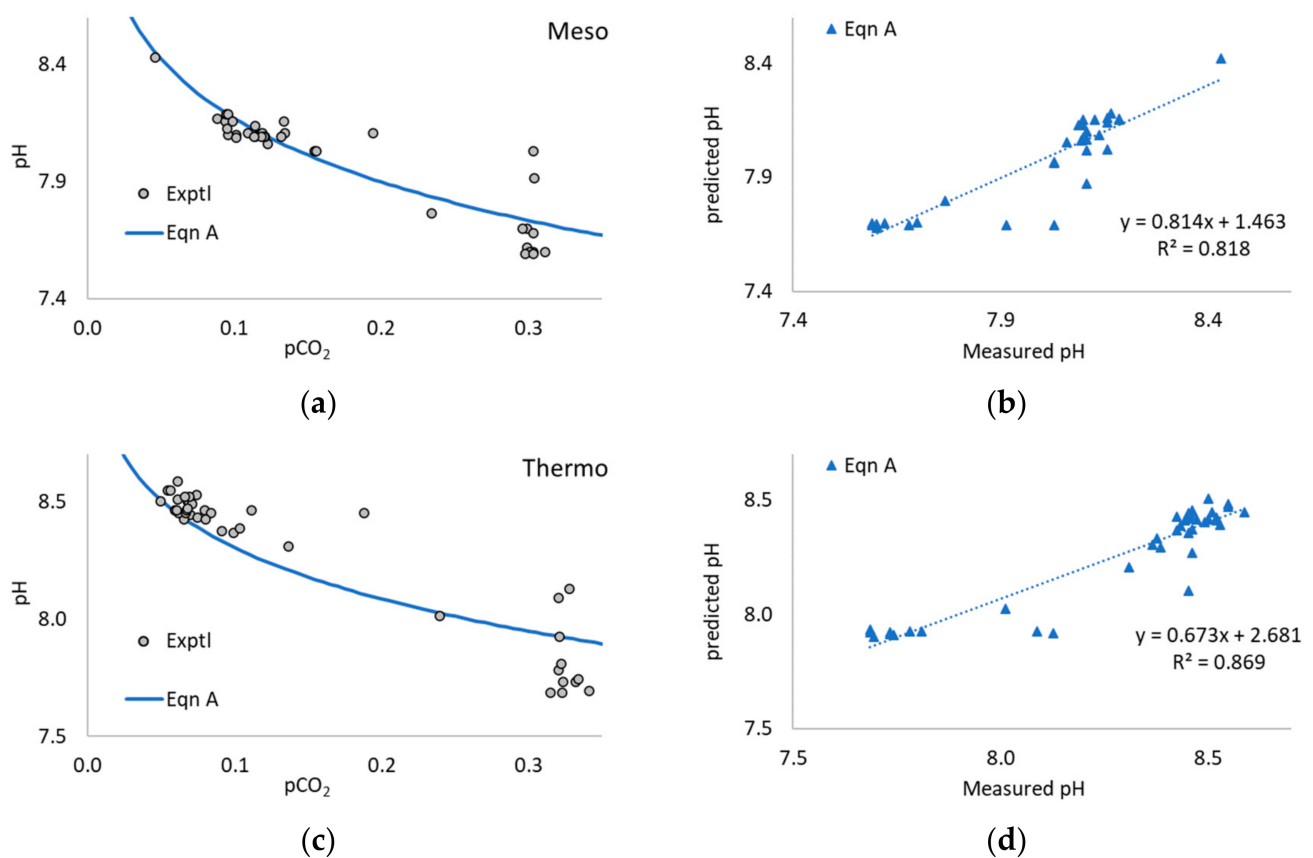 Meso
8.4
7.9
7.4
pH
Exptl
Eqn A
0.0 0.1 0.2 0.3
pCO₂
(a)
Eqn A
8.4
7.9
7.4
predicted pH
y = 0.814x + 1.463
R² = 0.818
7.4 7.9 8.4
Measured pH
(b)
Thermo
8.5
8.0
7.5
pH
Exptl
Eqn A
0.0 0.1 0.2 0.3
pCO₂
(c)
Eqn A
8.5
8.0
7.5
predicted pH
y = 0.673x + 2.681
R² = 0.869
7.5 8.0 8.5
Measured pH
(d)